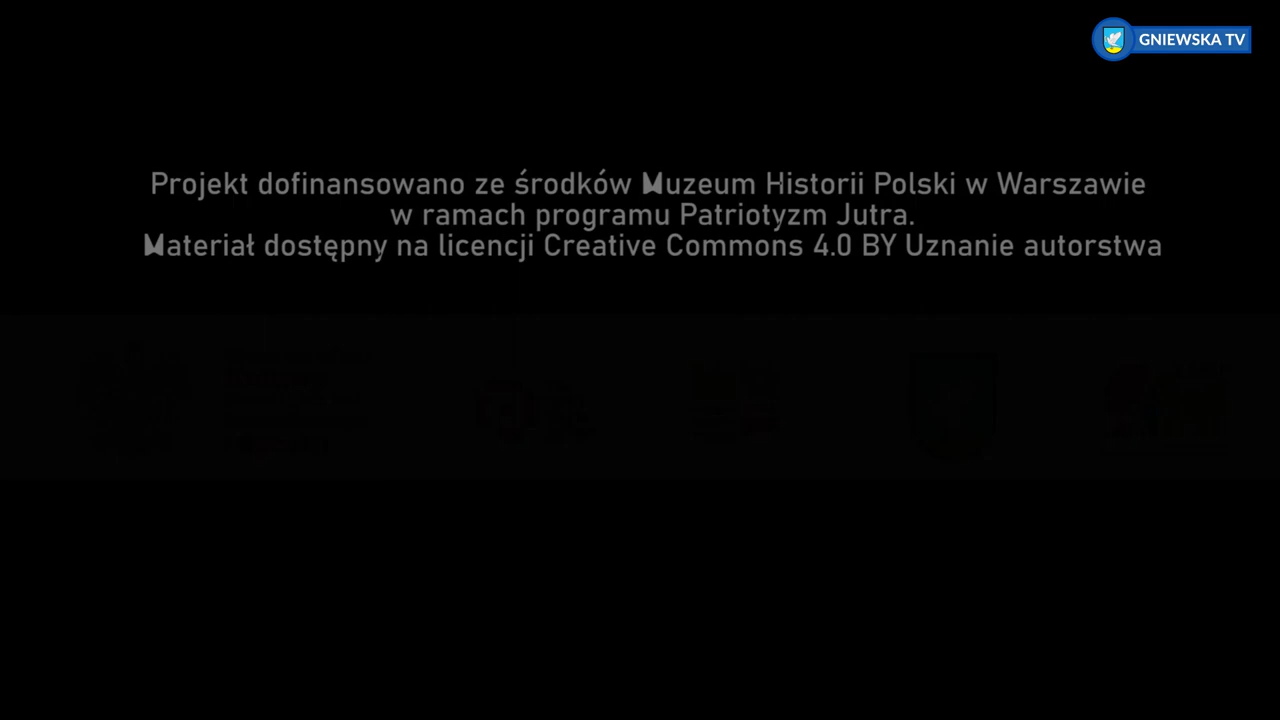 GNIEWSKA TV
Projekt dofinansowano ze środków Muzeum Historii Polski w Warszawie
w ramach programu Patriotyzm Jutra.
Materiał dostępny na licencji Creative Commons 4.0 BY Uznanie autorstwa